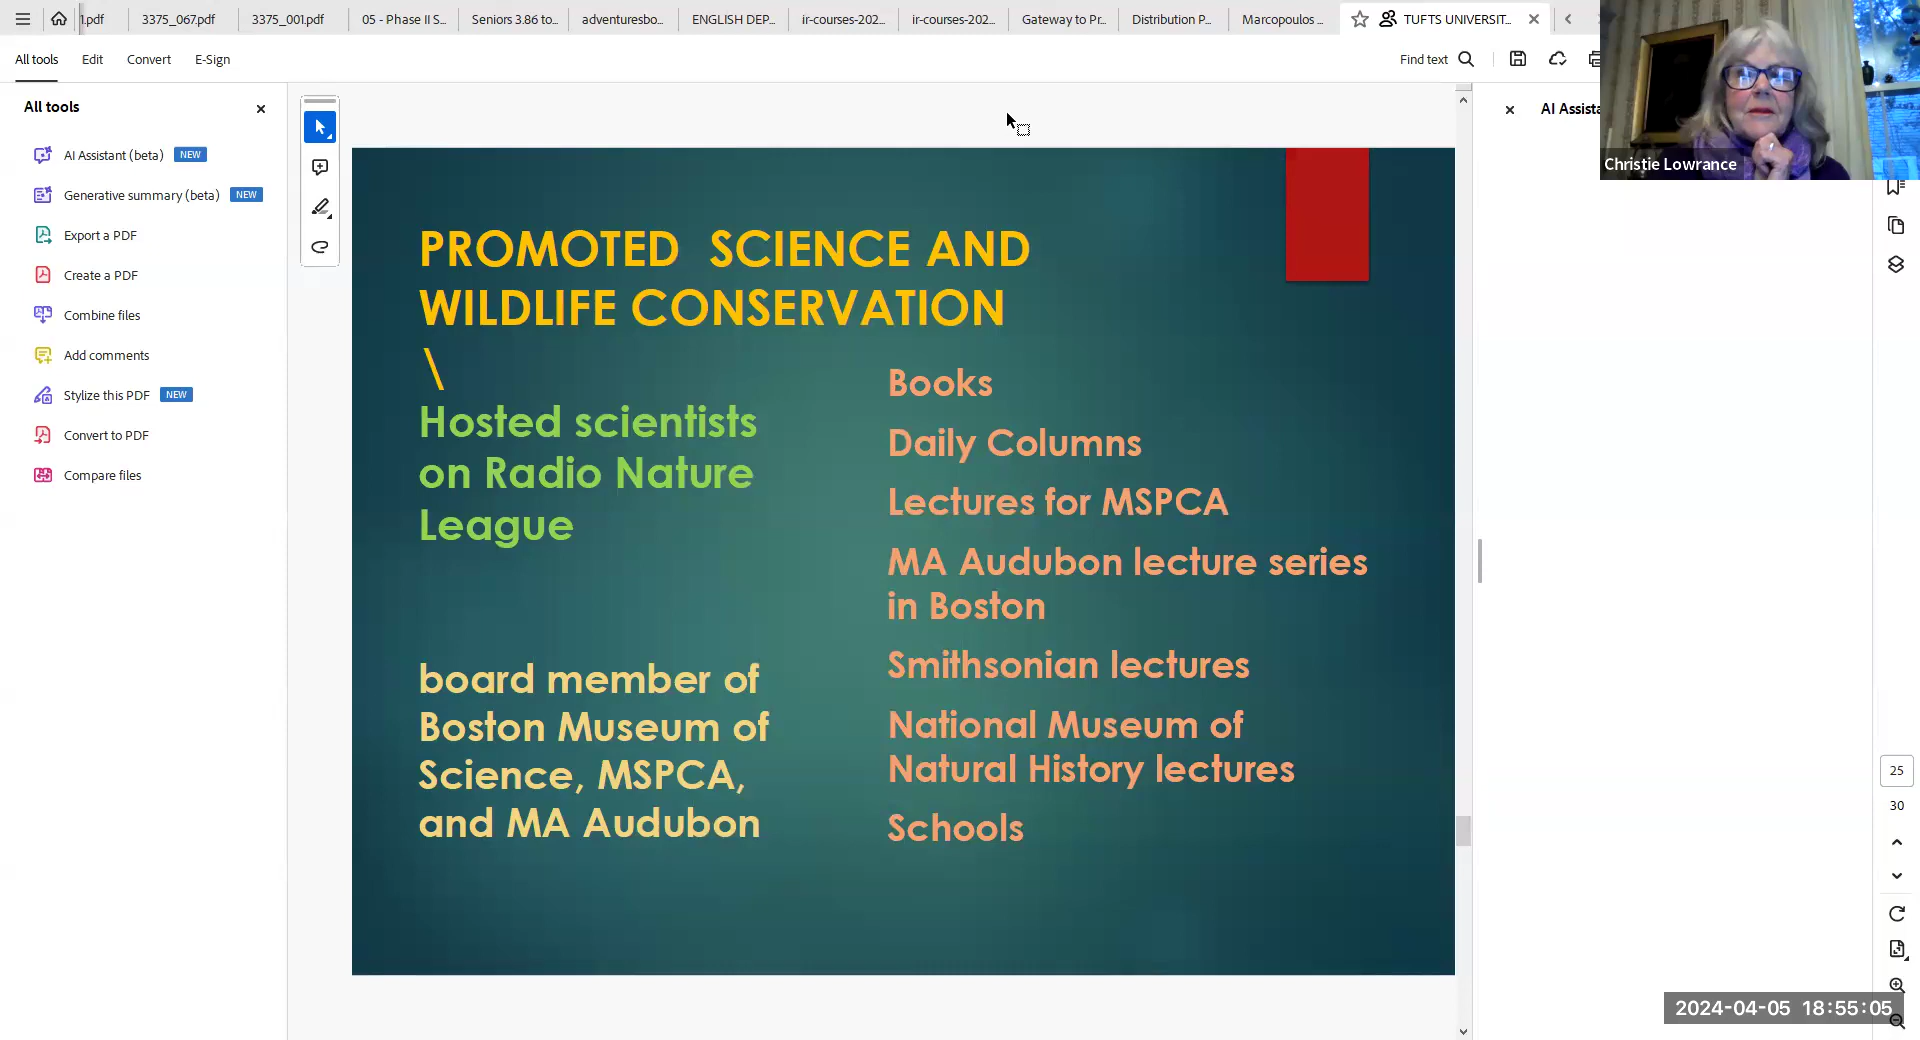 1.pdf
3375_067.pdf
3375_001.pdf
05 - Phase II S...
Seniors 3.86 to...
adventuresbo...
ENGLISH DEP...
ir-courses-202...
ir-courses-202...
Gateway to Pr...
Distribution P...
Marcopoulos ...
TUFTS UNIVERSIT...
All tools
Edit
Convert
E-Sign
Find text
All tools
AI Assistant (beta) NEW
Generative summary (beta) NEW
Export a PDF
Create a PDF
Combine files
Add comments
Stylize this PDF NEW
Convert to PDF
Compare files
PROMOTED SCIENCE AND
WILDLIFE CONSERVATION
\
Hosted scientists
on Radio Nature
League
board member of
Boston Museum of
Science, MSPCA,
and MA Audubon
Books
Daily Columns
Lectures for MSPCA
MA Audubon lecture series
in Boston
Smithsonian lectures
National Museum of
Natural History lectures
Schools
AI Assista
Christie Lowrance
25
30
2024-04-05 18:55:05